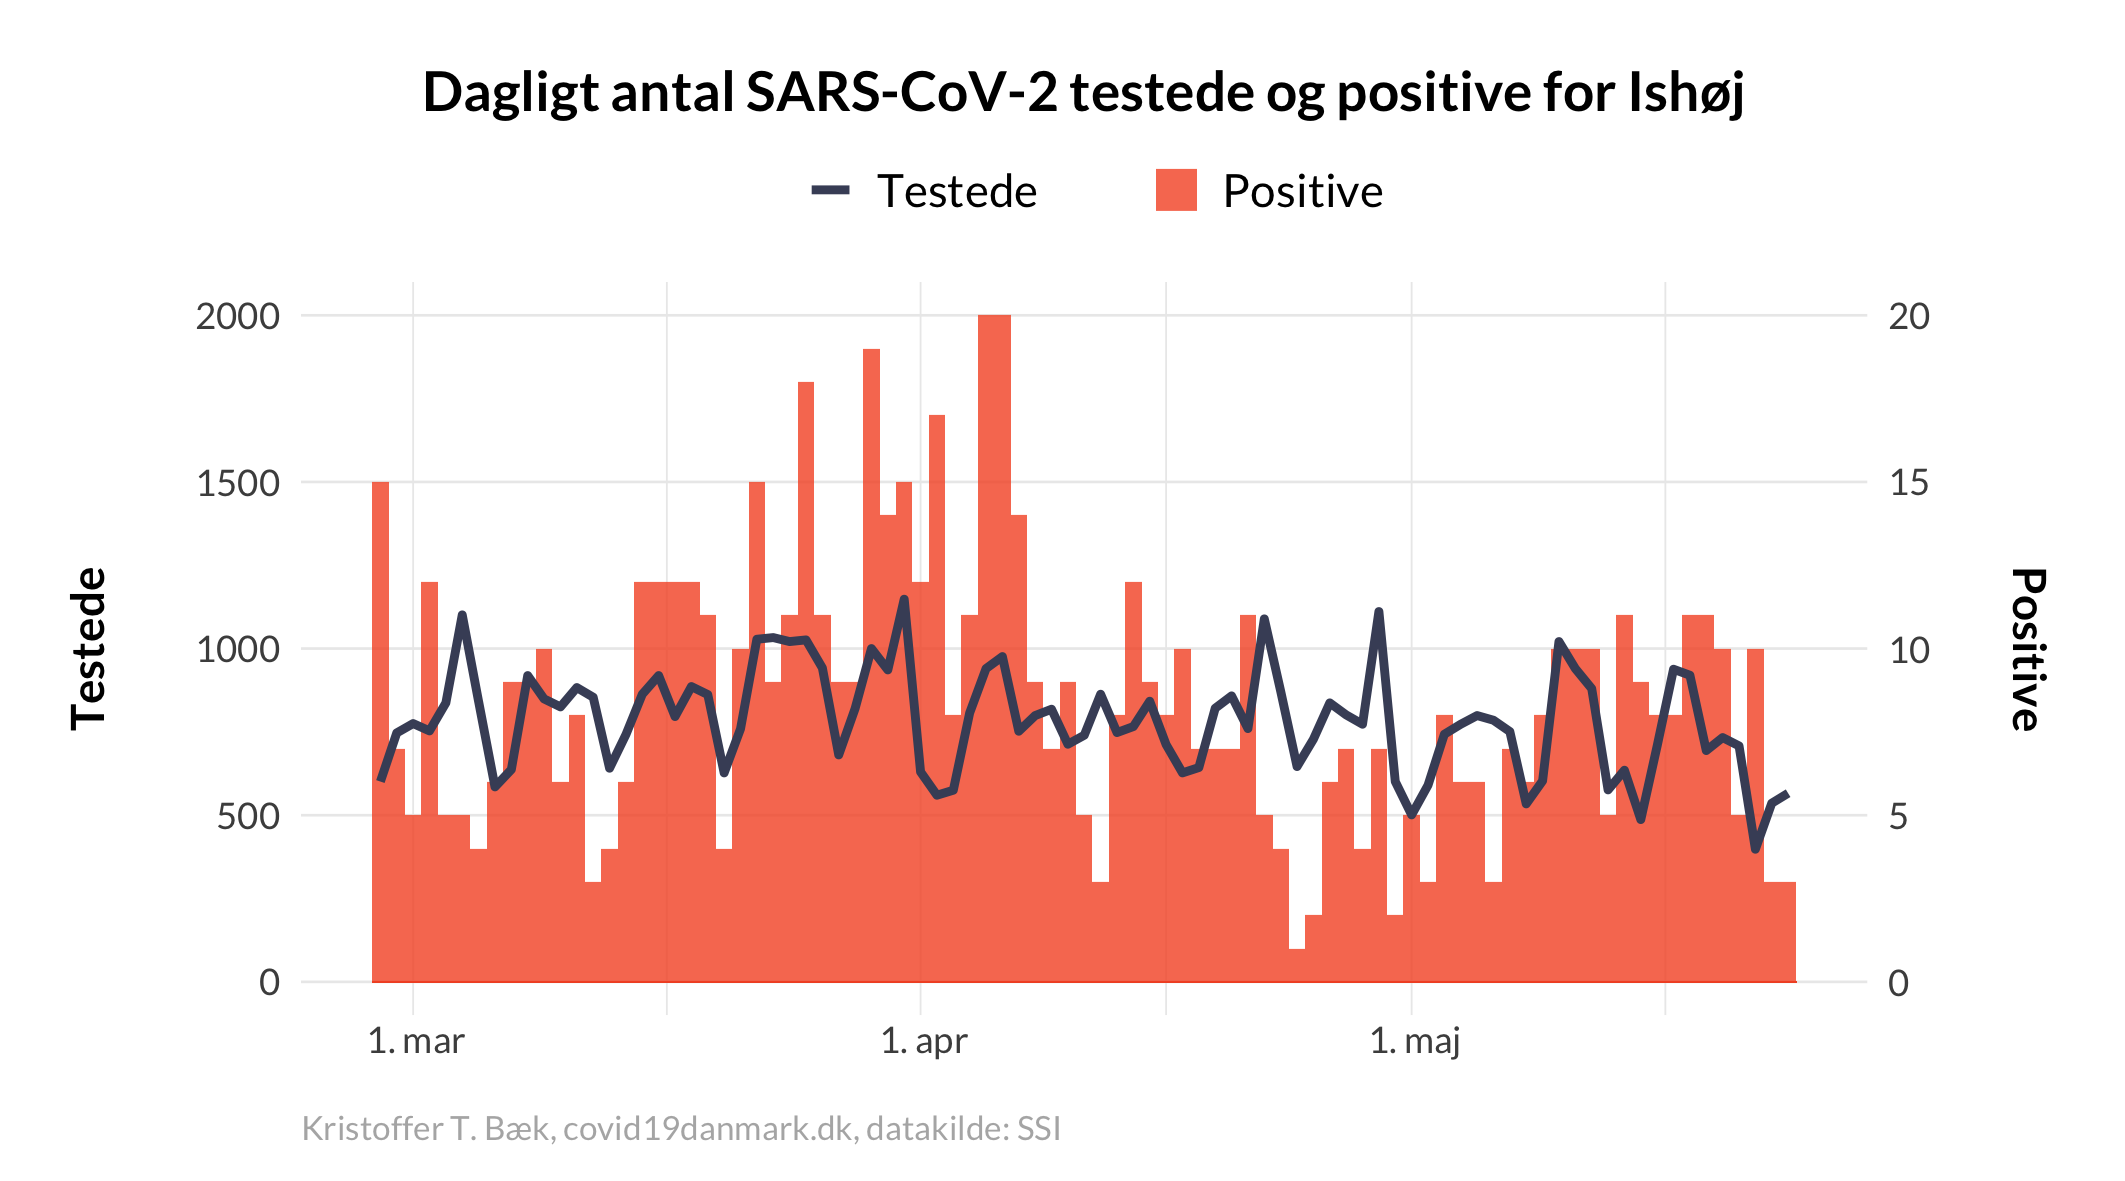 Dagligt antal SARS-CoV-2 testede og positive for Ishøj
Testede
Positive
2000
1500
1000
500
0
Testede
20
15
10
5
0
Positive
1. mar
1. apr
1. maj
Kristoffer T. Bæk, covid19danmark.dk, datakilde: SSI